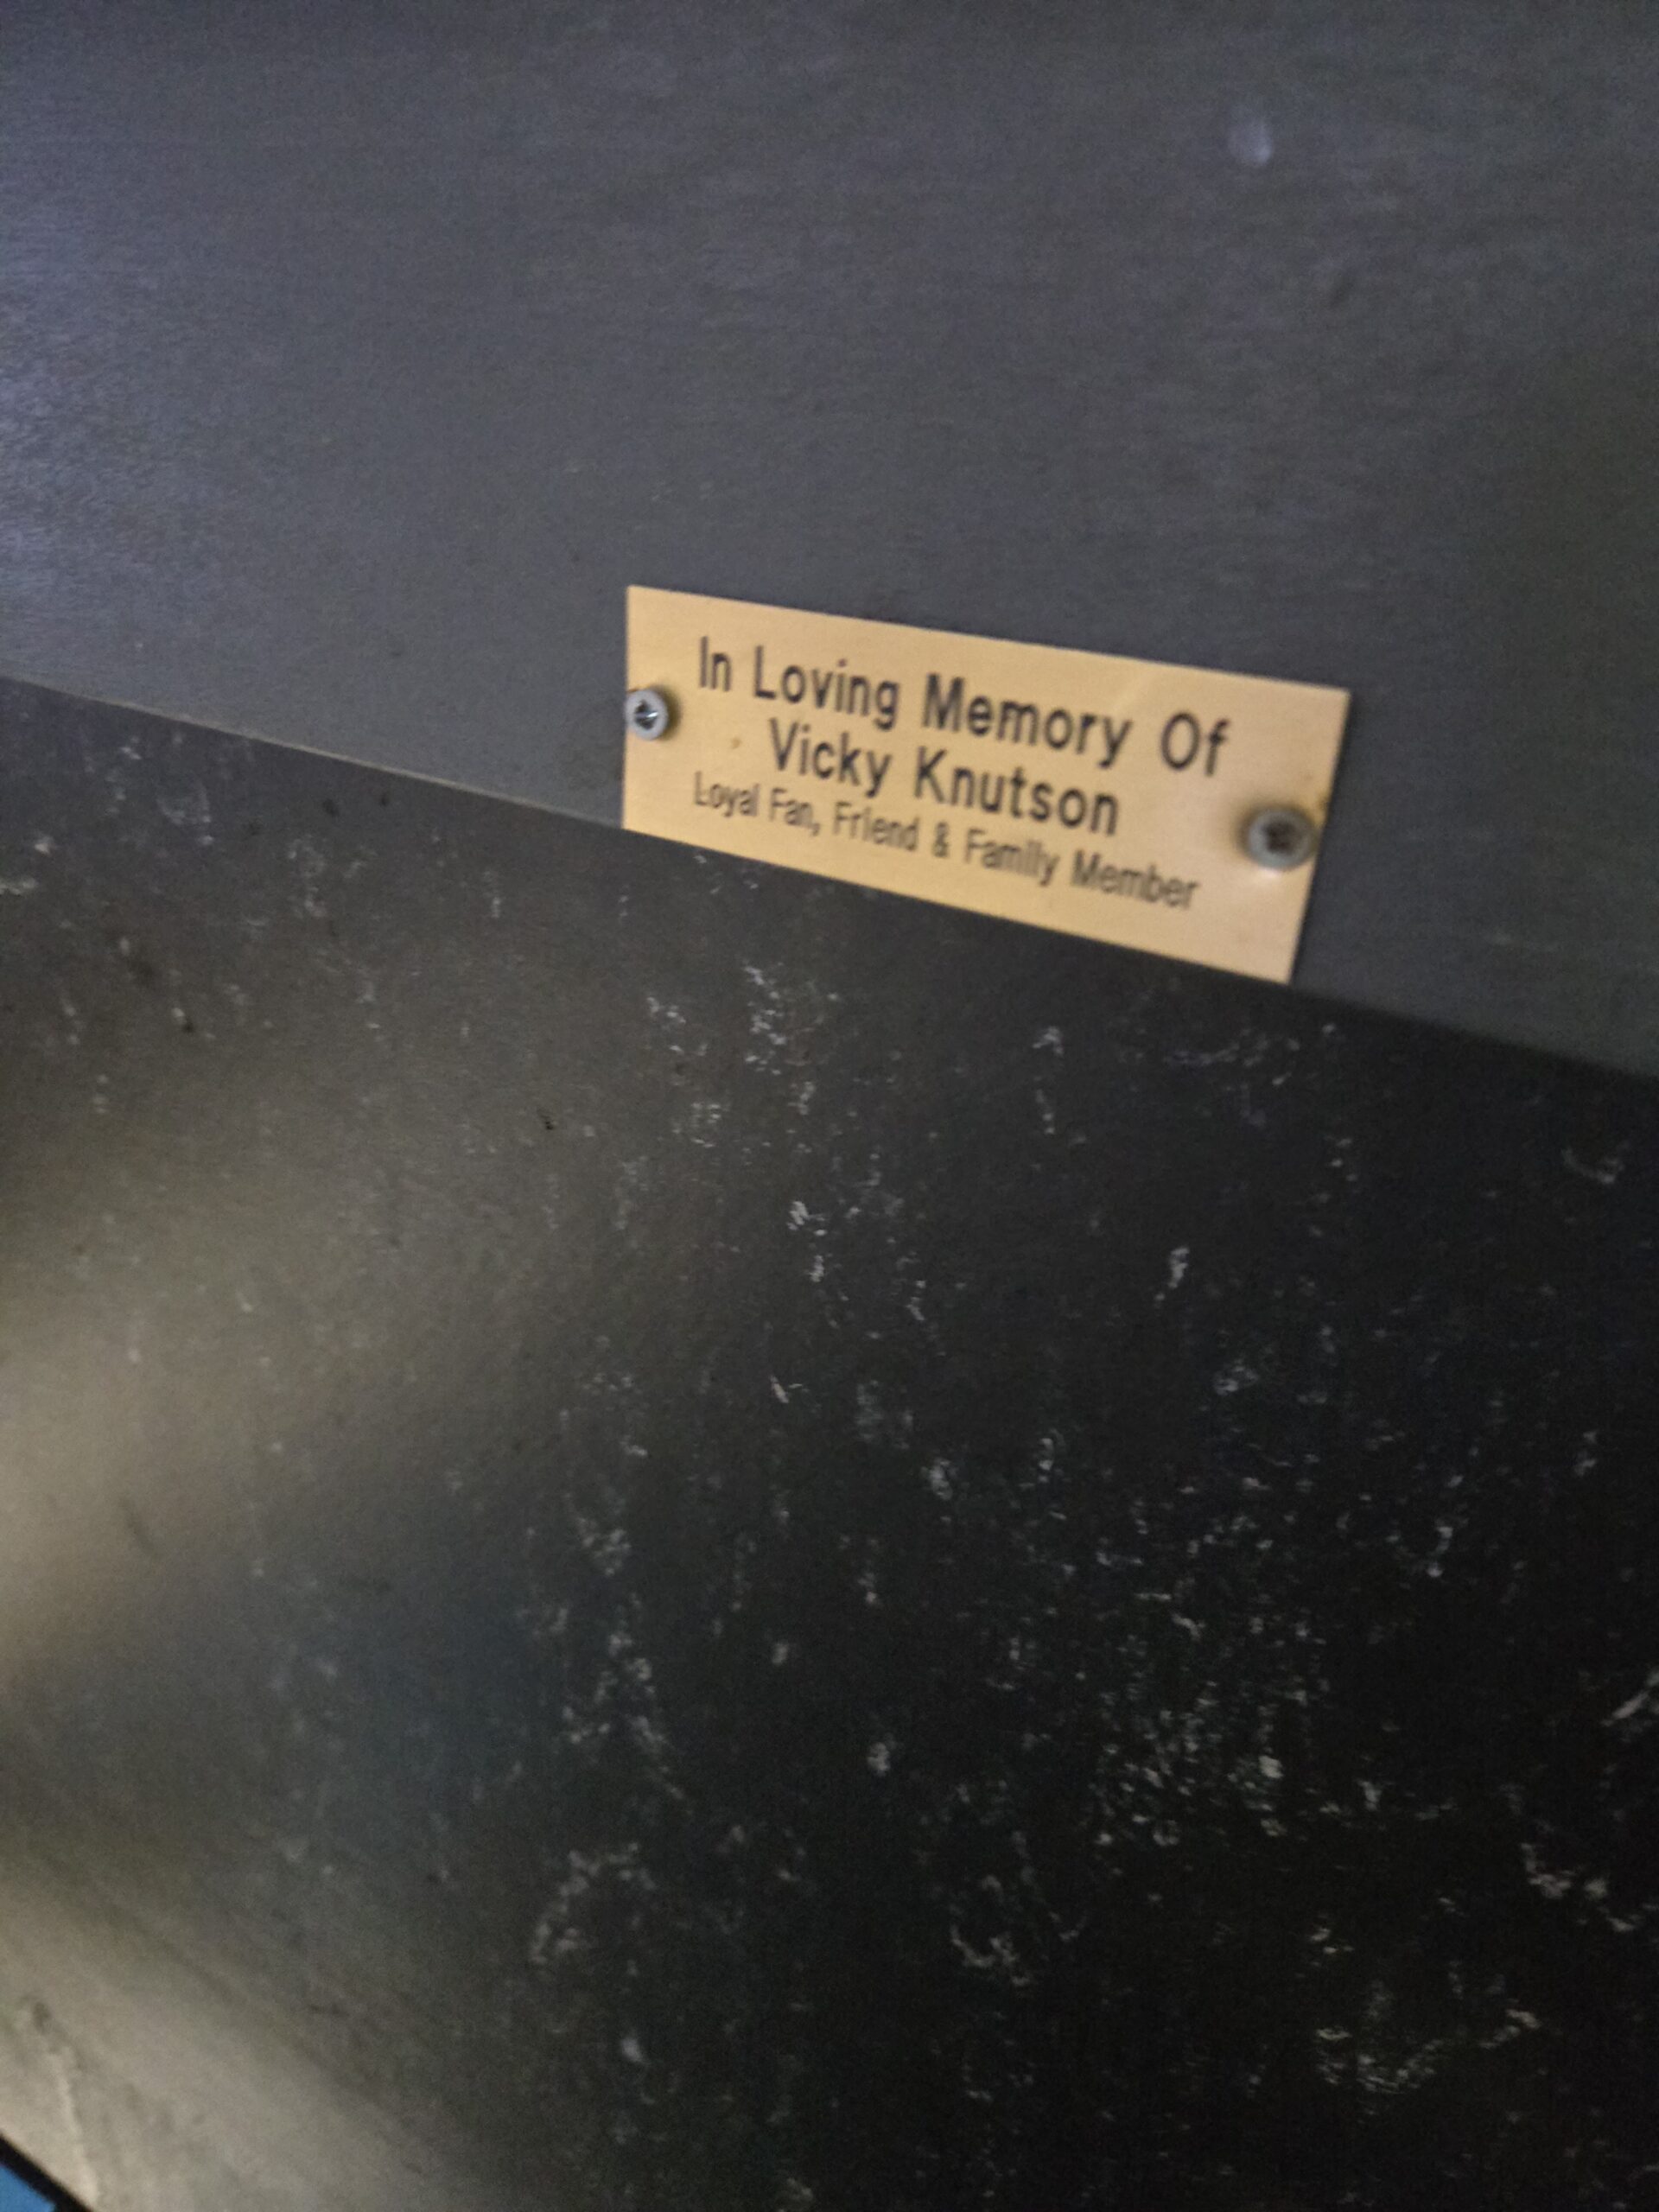 In Loving Memory Of
Vicky Knutson
Loyal Fan, Friend & Family Member